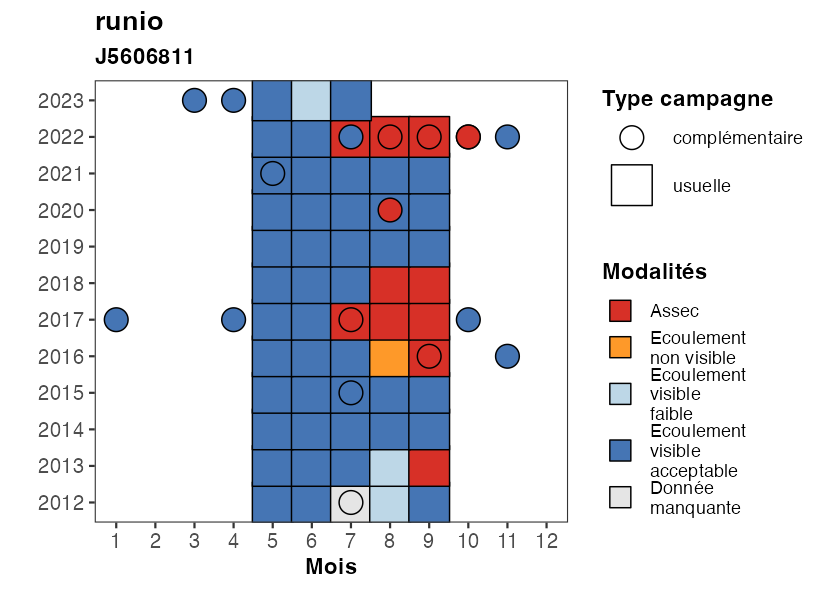 runio
J5606811
2023
2022
2021
2020
2019
2018
2017
2016
2015
2014
2013
2012
1 2 3 4 5 6 7 8 9 10 11 12
Mois
Type campagne
complémentaire
usuelle
Modalités
Assec
Ecoulement
non visible
Ecoulement
visible
faible
Ecoulement
visible
acceptable
Donnée
manquante